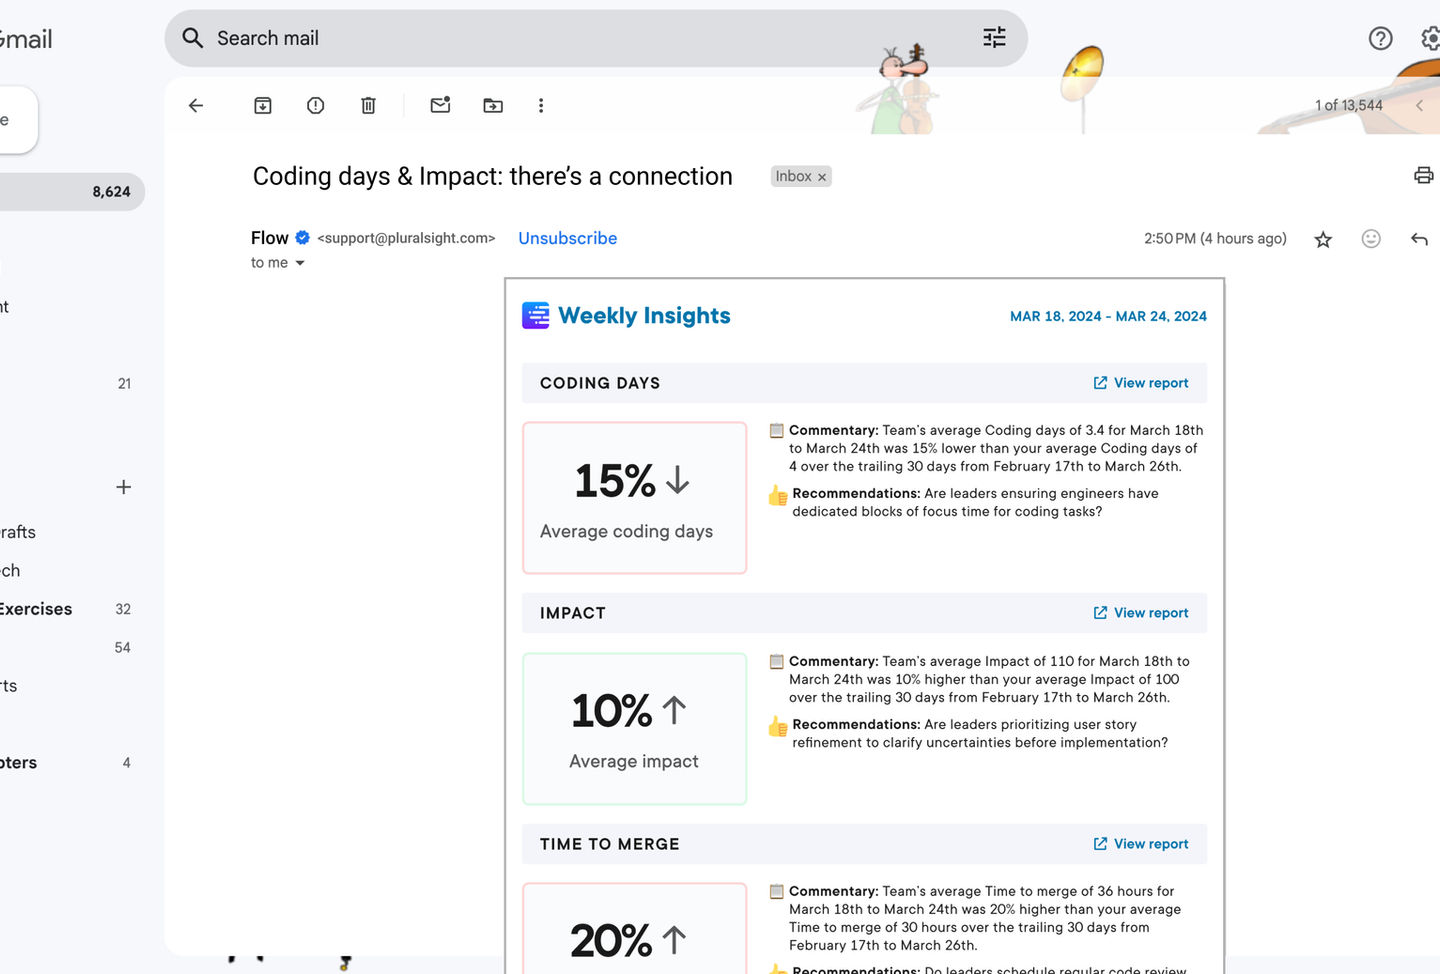 Gmail
Search mail
e
1 of 13,544
8,624
Coding days & Impact: there’s a connection
Inbox ×
Flow <support@pluralsight.com> Unsubscribe
2:50 PM (4 hours ago)
to me
nt
Weekly Insights
MAR 18, 2024 - MAR 24, 2024
21
CODING DAYS
View report
15%
Average coding days
Commentary: Team’s average Coding days of 3.4 for March 18th
to March 24th was 15% lower than your average Coding days of
4 over the trailing 30 days from February 17th to March 26th.
Recommendations: Are leaders ensuring engineers have
dedicated blocks of focus time for coding tasks?
rafts
ech
Exercises 32
54
rts
pters 4
IMPACT
View report
10%
Average impact
Commentary: Team’s average Impact of 110 for March 18th to
March 24th was 10% higher than your average Impact of 100
over the trailing 30 days from February 17th to March 26th.
Recommendations: Are leaders prioritizing user story
refinement to clarify uncertainties before implementation?
TIME TO MERGE
View report
20%
Commentary: Team’s average Time to merge of 36 hours for
March 18th to March 24th was 20% higher than your average
Time to merge of 30 hours over the trailing 30 days from
February 17th to March 26th.
Recommendations: Do leaders schedule regular code review